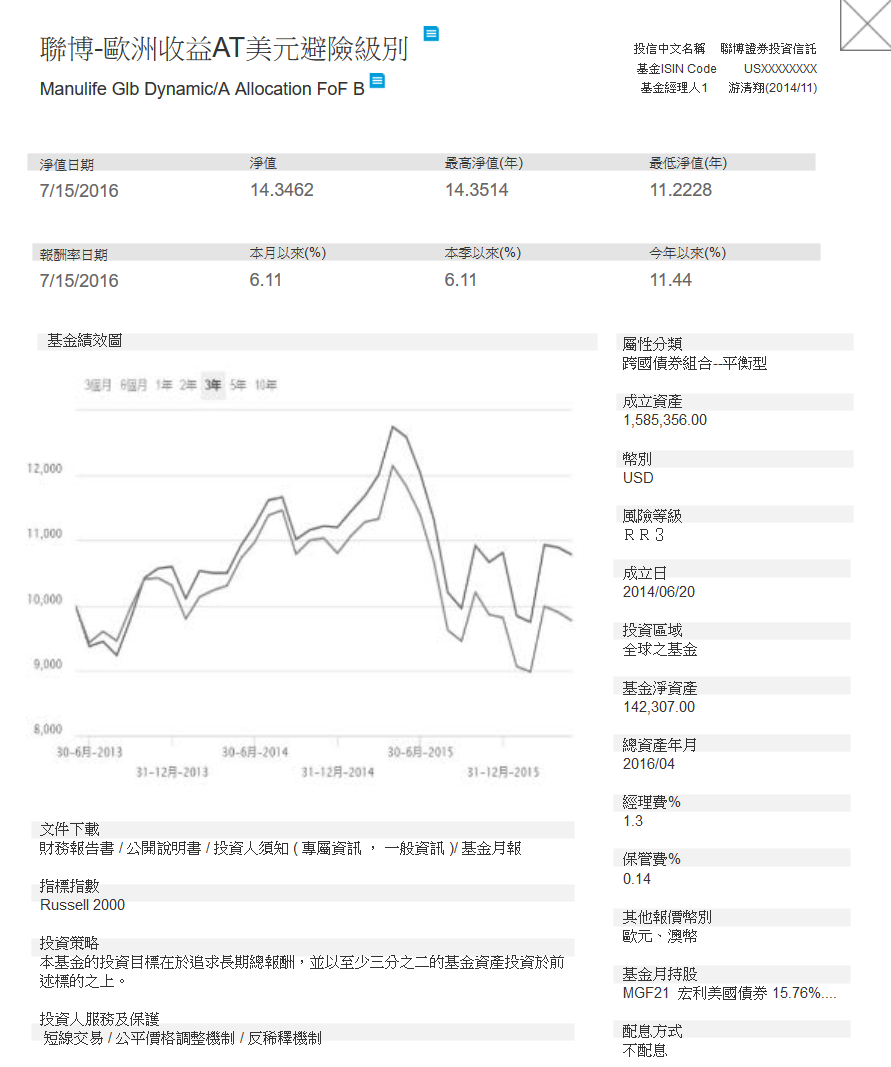 聯博-歐洲收益AT美元避險級別
Manulife Glb Dynamic/A Allocation FoF B
投信中文名稱 聯博證券投資信託
基金ISIN Code USXXXXXXXX
基金經理人1 游清翔(2014/11)
淨值日期 淨值 最高淨值(年) 最低淨值(年)
7/15/2016 14.3462 14.3514 11.2228
報酬率日期 本月以來(%) 本季以來(%) 今年以來(%)
7/15/2016 6.11 6.11 11.44
基金績效圖
3個月 6個月 1年 2年 3年 5年 10年
12,000
11,000
10,000
9,000
8,000
30-6月-2013 30-6月-2014 30-6月-2015
31-12月-2013 31-12月-2014 31-12月-2015
文件下載
財務報告書 / 公開說明書 / 投資人須知 ( 專屬資訊 , 一般資訊 )/ 基金月報
指標指數
Russell 2000
投資策略
本基金的投資目標在於追求長期總報酬，並以至少三分之二的基金資產投資於前
述標的之上。
投資人服務及保護
短線交易 / 公平價格調整機制 / 反稀釋機制
屬性分類
跨國債券組合--平衡型
成立資產
1,585,356.00
幣別
USD
風險等級
ＲＲ３
成立日
2014/06/20
投資區域
全球之基金
基金淨資產
142,307.00
總資產年月
2016/04
經理費%
1.3
保管費%
0.14
其他報價幣別
歐元、澳幣
基金月持股
MGF21 宏利美國債券 15.76%....
配息方式
不配息